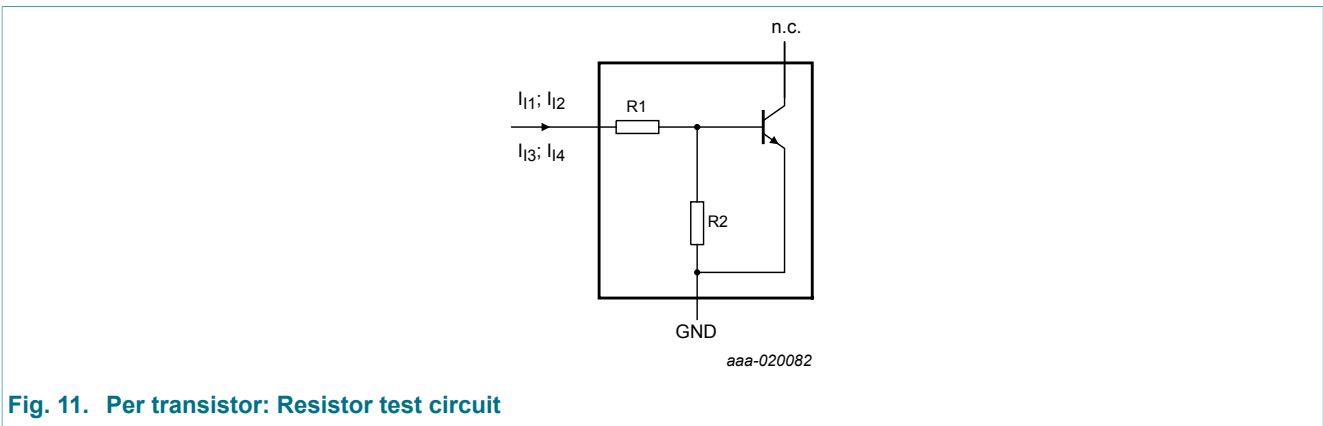 n.c.
I_I1; I_I2
R1
I_I3; I_I4
R2
GND
aaa-020082
Fig. 11. Per transistor: Resistor test circuit